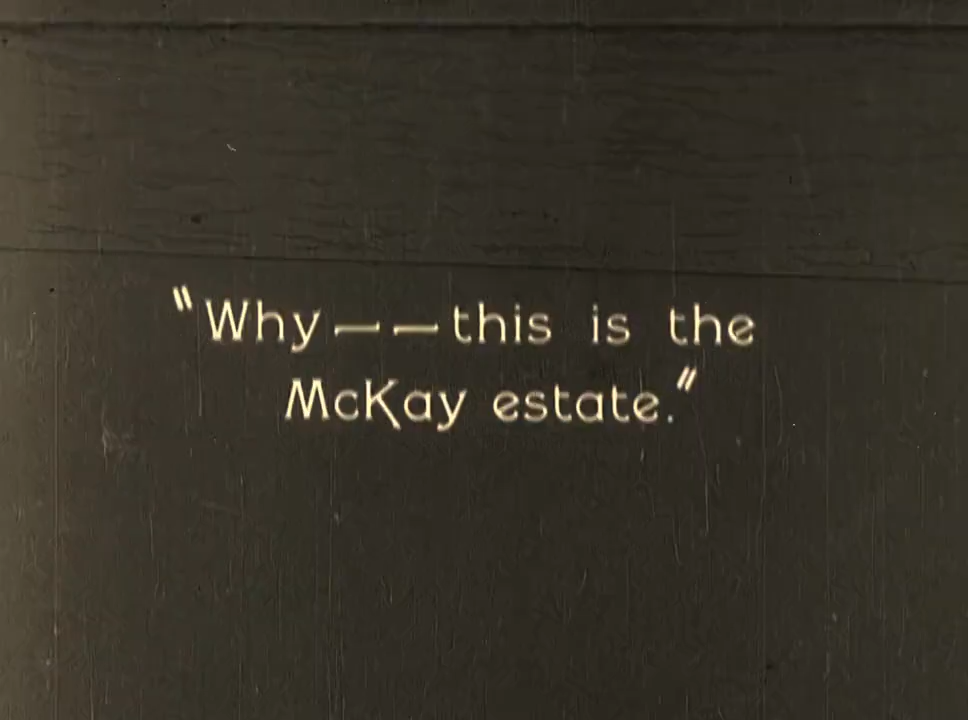 "Why — — this is the
McKay estate."